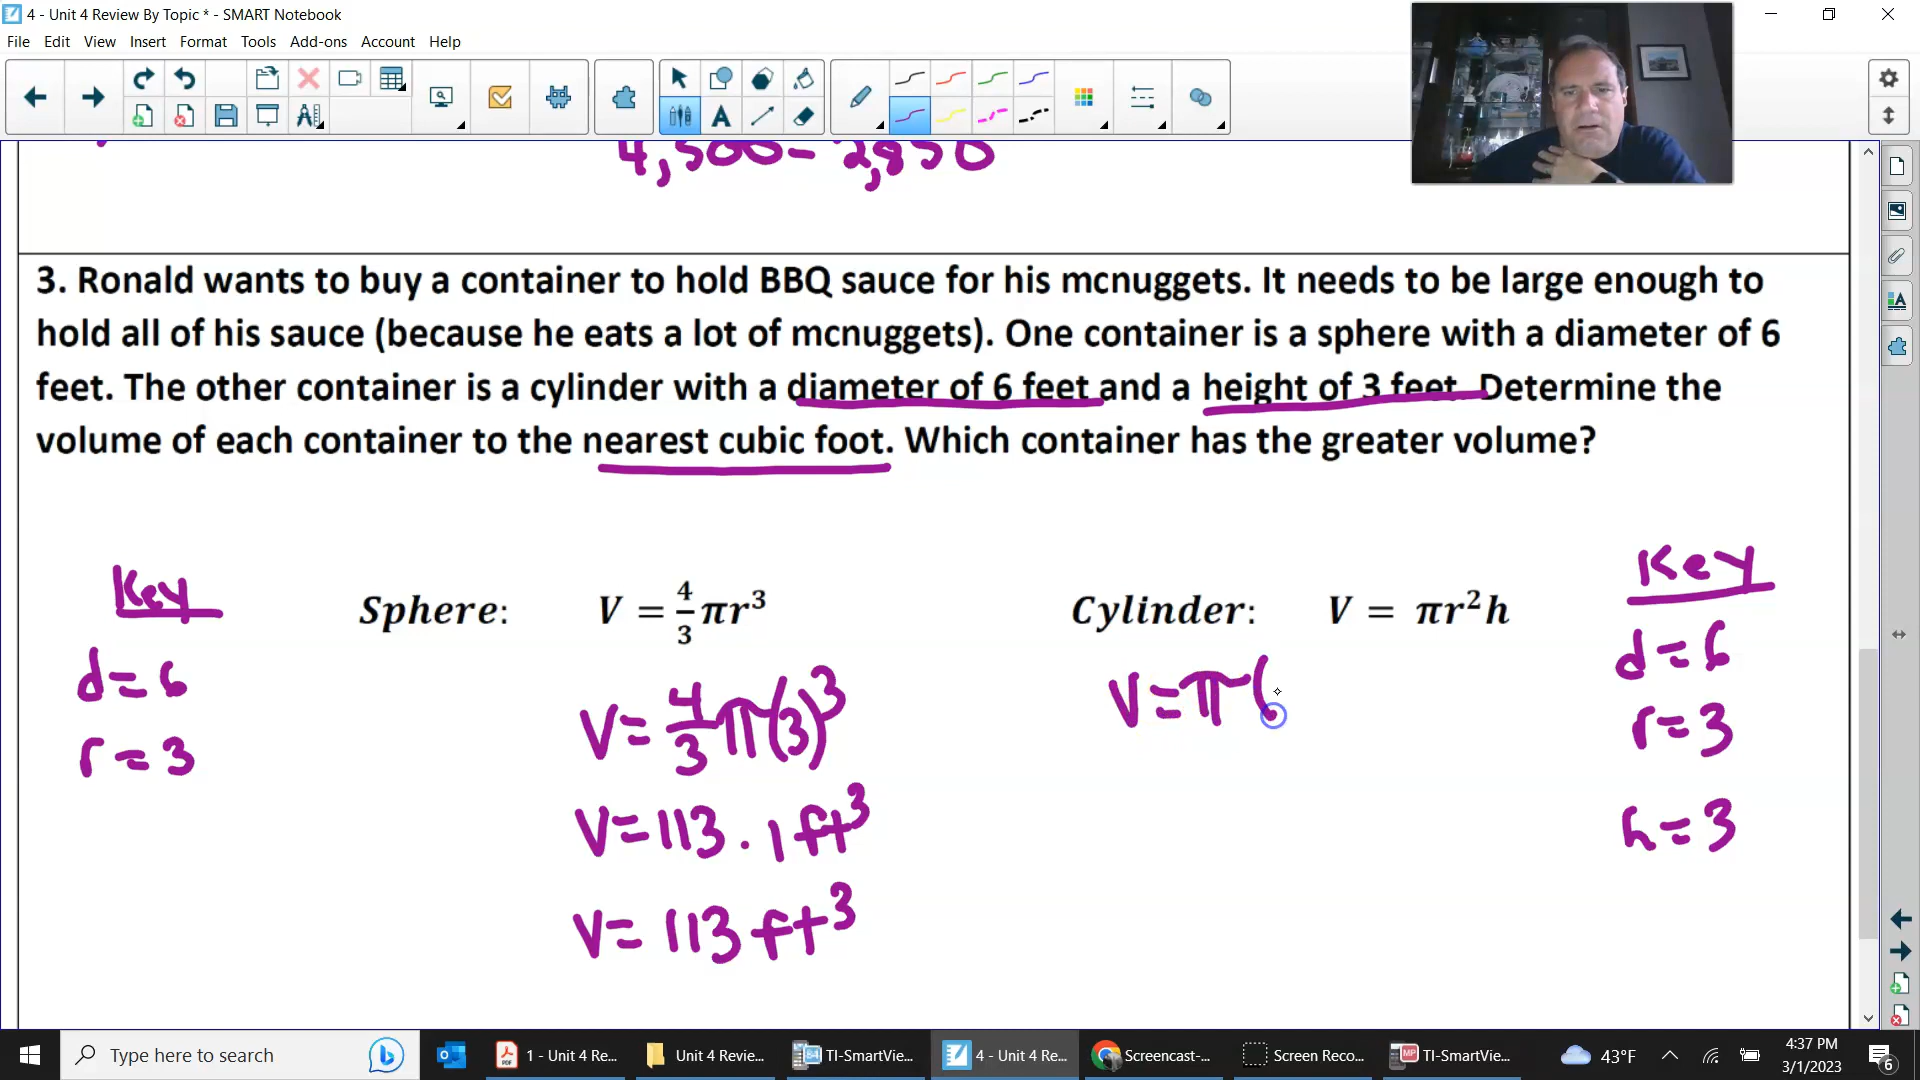 4 - Unit 4 Review By Topic * - SMART Notebook
File Edit View Insert Format Tools Add-ons Account Help
4,500- 2,850
3. Ronald wants to buy a container to hold BBQ sauce for his mcnuggets. It needs to be large enough to
hold all of his sauce (because he eats a lot of mcnuggets). One container is a sphere with a diameter of 6
feet. The other container is a cylinder with a diameter of 6 feet and a height of 3 feet. Determine the
volume of each container to the nearest cubic foot. Which container has the greater volume?
Key
d=6
r=3
Sphere: V = 4/3 πr³
V=4/3π(3)³
V=113.1ft³
V=113ft³
Cylinder: V = πr²h
V=π(
Key
d=6
r=3
h=3
Type here to search
1 - Unit 4 Re...
Unit 4 Revie...
TI-SmartVie...
4 - Unit 4 Re...
Screencast-...
Screen Reco...
TI-SmartVie...
43°F
4:37 PM
3/1/2023
6